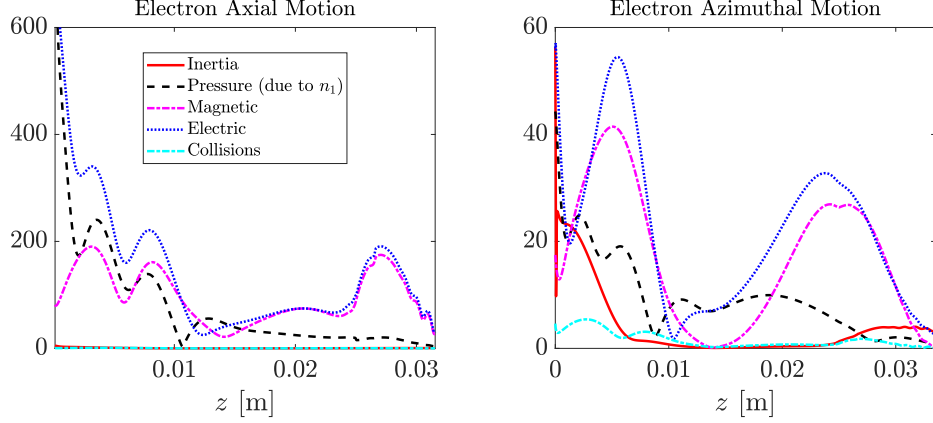 Electron Axial Motion
600
400
200
0
0.01
0.02
0.03
z [m]
Inertia
Pressure (due to n₁)
Magnetic
Electric
Collisions
Electron Azimuthal Motion
60
40
20
0
0
0.01
0.02
0.03
z [m]